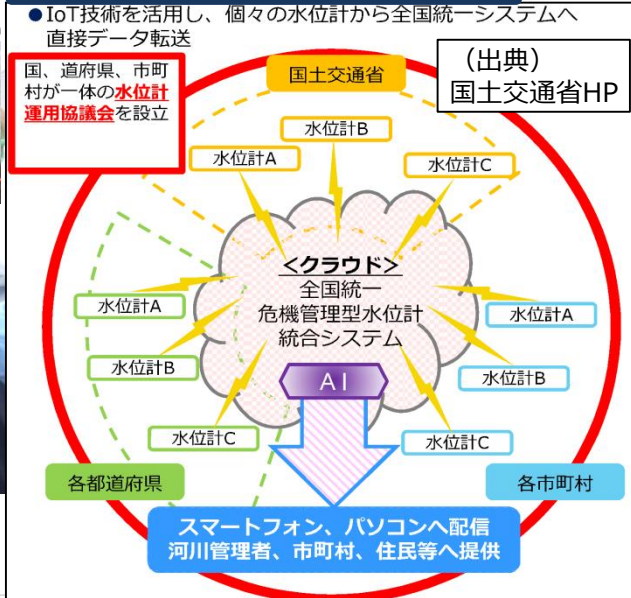 ●IoT技術を活用し、個々の水位計から全国統一システムへ
直接データ転送
国、道府県、市町
村が一体の水位計
運用協議会を設立
国土交通省
（出典）
国土交通省HP
水位計B
水位計A
水位計C
<クラウド>
全国統一
危機管理型水位計
統合システム
AI
水位計A
水位計B
水位計C
水位計A
水位計B
水位計C
各都道府県
各市町村
スマートフォン、パソコンへ配信
河川管理者、市町村、住民等へ提供